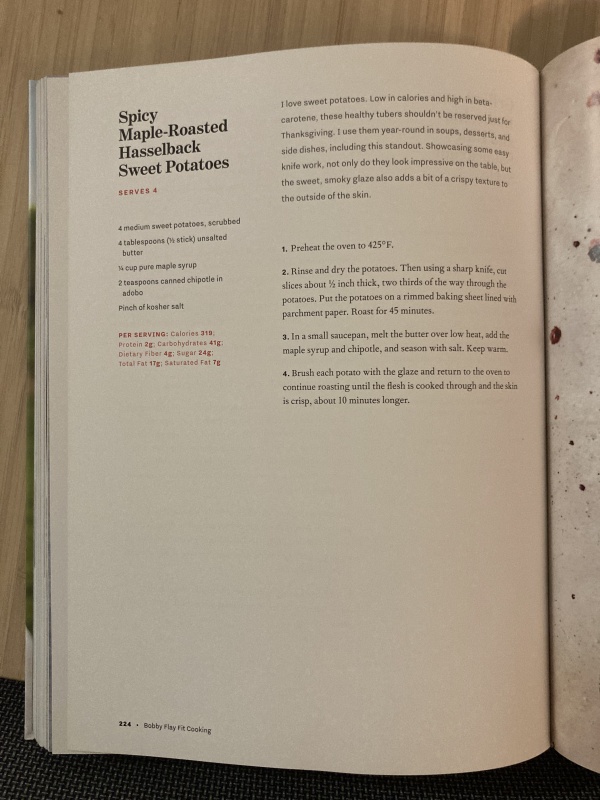 Spicy
Maple-Roasted
Hasselback
Sweet Potatoes
SERVES 4
4 medium sweet potatoes, scrubbed
4 tablespoons (½ stick) unsalted
butter
¼ cup pure maple syrup
2 teaspoons canned chipotle in
adobo
Pinch of kosher salt
PER SERVING: Calories 319;
Protein 2g; Carbohydrates 41g;
Dietary Fiber 4g; Sugar 24g;
Total Fat 17g; Saturated Fat 7g
I love sweet potatoes. Low in calories and high in beta-
carotene, these healthy tubers shouldn't be reserved just for
Thanksgiving. I use them year-round in soups, desserts, and
side dishes, including this standout. Showcasing some easy
knife work, not only do they look impressive on the table, but
the sweet, smoky glaze also adds a bit of a crispy texture to
the outside of the skin.
1. Preheat the oven to 425°F.
2. Rinse and dry the potatoes. Then using a sharp knife, cut
slices about ½ inch thick, two thirds of the way through the
potatoes. Put the potatoes on a rimmed baking sheet lined with
parchment paper. Roast for 45 minutes.
3. In a small saucepan, melt the butter over low heat, add the
maple syrup and chipotle, and season with salt. Keep warm.
4. Brush each potato with the glaze and return to the oven to
continue roasting until the flesh is cooked through and the skin
is crisp, about 10 minutes longer.
224 • Bobby Flay Fit Cooking